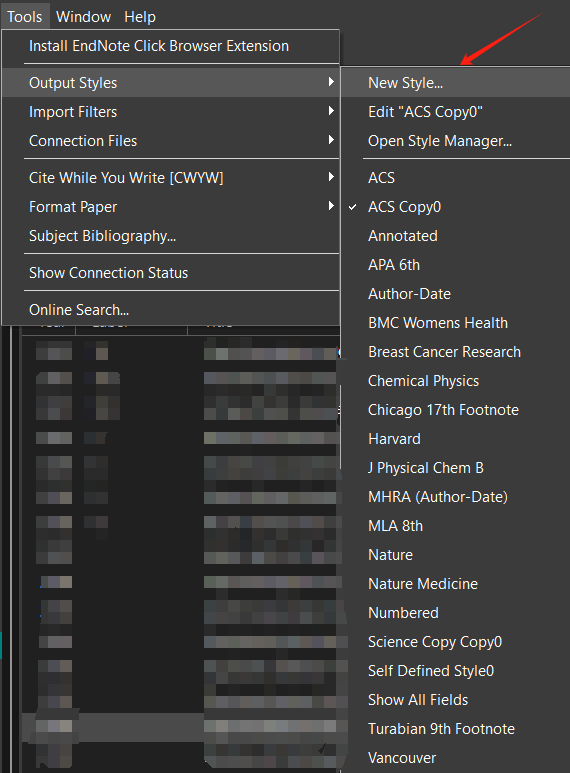 Tools Window Help
Install EndNote Click Browser Extension
Output Styles
Import Filters
Connection Files
Cite While You Write [CWYW]
Format Paper
Subject Bibliography...
Show Connection Status
Online Search...
New Style...
Edit "ACS Copy0"
Open Style Manager...
ACS
ACS Copy0
Annotated
APA 6th
Author-Date
BMC Womens Health
Breast Cancer Research
Chemical Physics
Chicago 17th Footnote
Harvard
J Physical Chem B
MHRA (Author-Date)
MLA 8th
Nature
Nature Medicine
Numbered
Science Copy Copy0
Self Defined Style0
Show All Fields
Turabian 9th Footnote
Vancouver